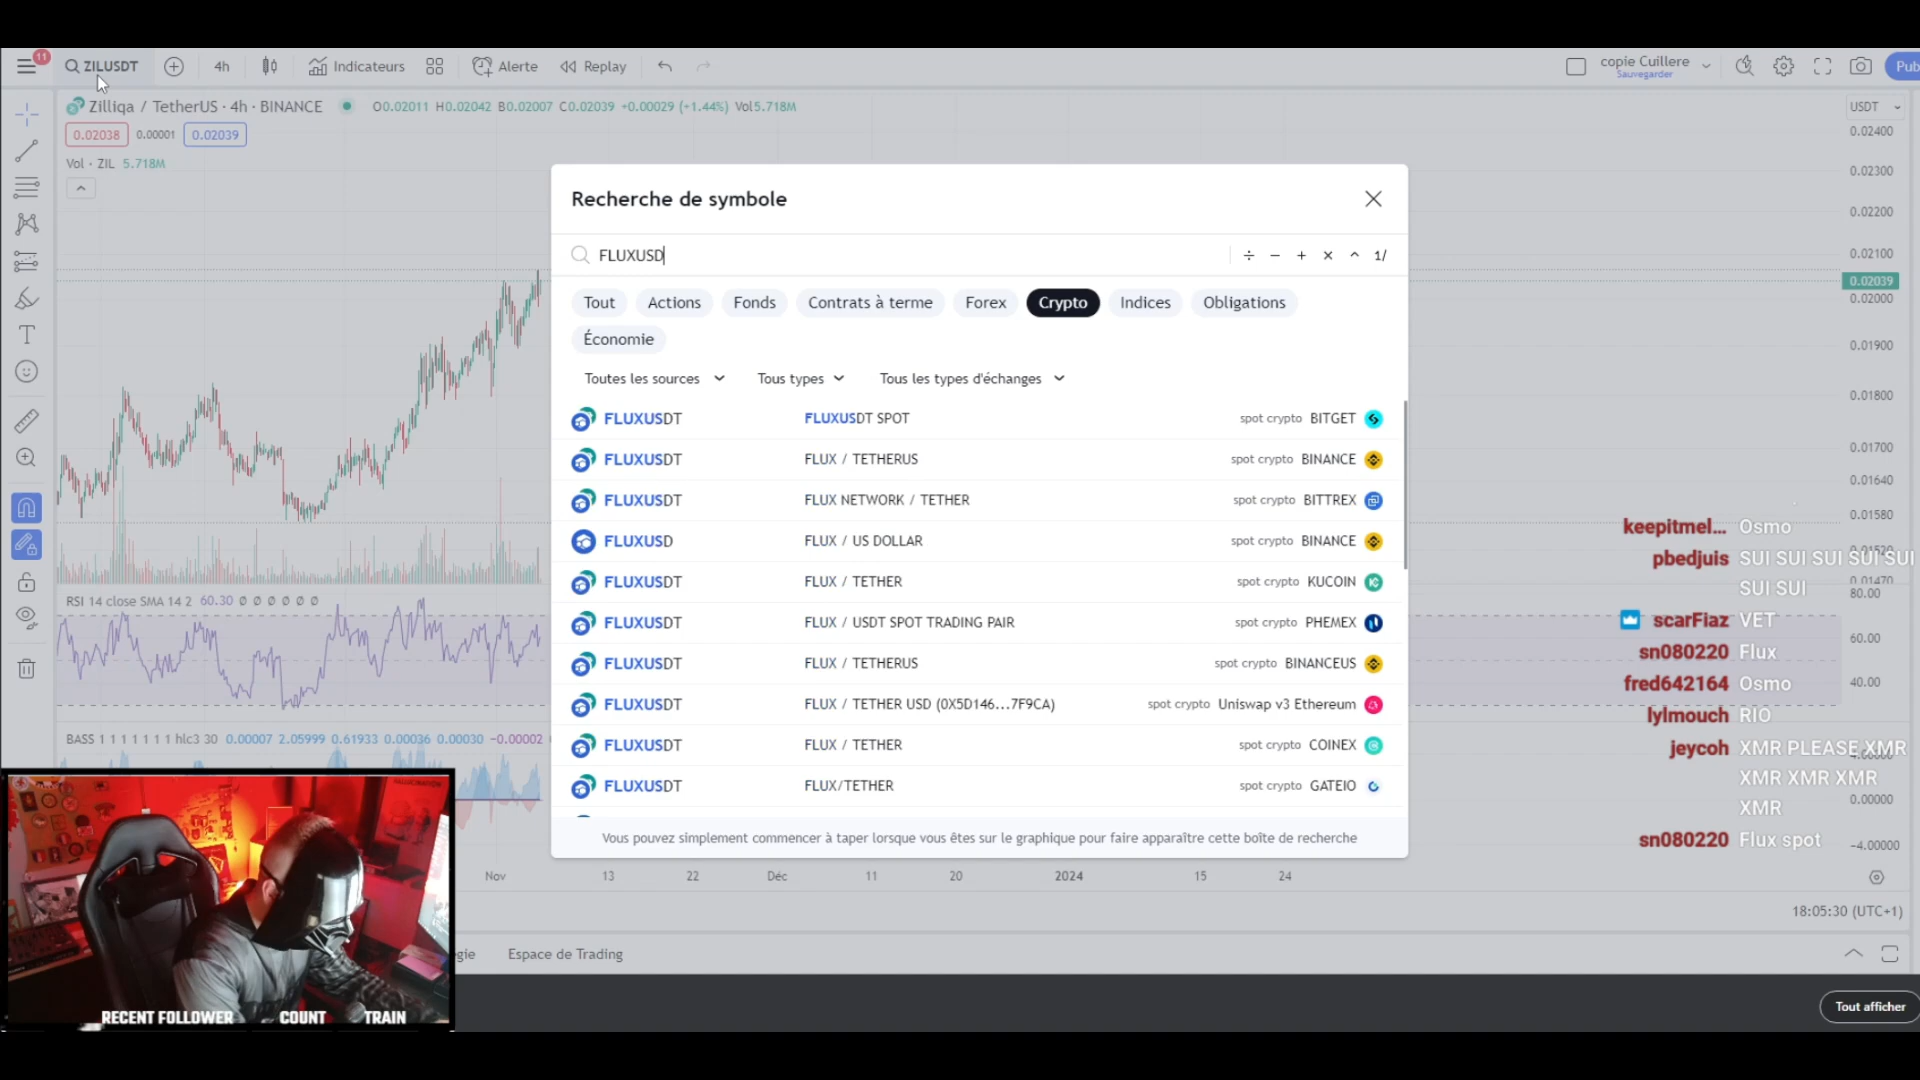 11
ZILUSDT
4h
Indicateurs
Alerte
Replay
copie Cuillere
Sauvegarder
Pub
Zilliqa / TetherUS · 4h · BINANCE
O0.02011 H0.02042 B0.02007 C0.02039 +0.00029 (+1.44%) Vol5.718M
USDT
0.02038
0.00001
0.02039
Vol · ZIL 5.718M
0.02400
0.02300
0.02200
0.02100
0.02039
0.02000
0.01900
0.01800
0.01700
0.01640
0.01580
0.01520
0.01470
80.00
60.00
40.00
0.00000
−4.00000
Recherche de symbole
FLUXUSD
÷ − + × ^ 1/
Tout
Actions
Fonds
Contrats à terme
Forex
Crypto
Indices
Obligations
Économie
Toutes les sources
Tous types
Tous les types d'échanges
FLUXUSDT FLUXUSDT SPOT spot crypto BITGET
FLUXUSDT FLUX / TETHERUS spot crypto BINANCE
FLUXUSDT FLUX NETWORK / TETHER spot crypto BITTREX
FLUXUSD FLUX / US DOLLAR spot crypto BINANCE
FLUXUSDT FLUX / TETHER spot crypto KUCOIN
FLUXUSDT FLUX / USDT SPOT TRADING PAIR spot crypto PHEMEX
FLUXUSDT FLUX / TETHERUS spot crypto BINANCEUS
FLUXUSDT FLUX / TETHER USD (0X5D146...7F9CA) spot crypto Uniswap v3 Ethereum
FLUXUSDT FLUX / TETHER spot crypto COINEX
FLUXUSDT FLUX/TETHER spot crypto GATEIO
Vous pouvez simplement commencer à taper lorsque vous êtes sur le graphique pour faire apparaître cette boîte de recherche
keepitmel... Osmo
pbedjuis SUI SUI SUI SUI SUI
SUI SUI
scarFiaz VET
sn080220 Flux
fred642164 Osmo
lylmouch RIO
jeycoh XMR PLEASE XMR
XMR XMR XMR
XMR
sn080220 Flux spot
RSI 14 close SMA 14 2 60.30 Ø Ø Ø Ø Ø Ø
BASS 1 1 1 1 1 1 1 hlc3 30 0.00007 2.05999 0.61933 0.00036 0.00030 −0.00002
Nov 13 22 Déc 11 20 2024 15 24
18:05:30 (UTC+1)
gie
Espace de Trading
RECENT FOLLOWER COUNT TRAIN
Tout afficher